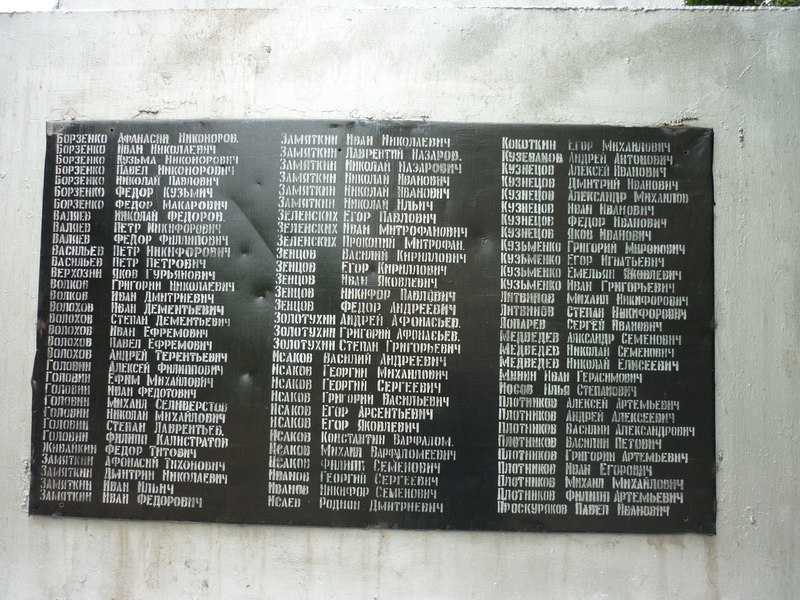 Борзенко Афанасий Никоноров.
Борзенко Иван Николаевич
Борзенко Кузьма Никонорович
Борзенко Павел Никонорович
Борзенко Николай Павлович
Борзенко Федор Кузьмич
Борзенко Федор Макарович
Валяев Николай Федоров.
Валяев Петр Никифорович
Валяев Федор Филлипович
Васильев Петр Никифорович
Васильев Петр Петрович
Верхозин Яков Гурьянович
Волков Григорий Николаевич
Волков Иван Дмитриевич
Волохов Иван Дементьевич
Волохов Степан Дементьевич
Волохов Иван Ефремович
Волохов Павел Ефремович
Волохов Андрей Терентьевич
Головин Алексей Филиппович
Головин Ефим Михайлович
Головин Иван Федотович
Головин Михаил Селиверстов
Головин Николай Михайлович
Головин Степан Лаврентьев.
Головин Филипп Калистратов
Живайкин Федор Титович
Замяткин Афонасий Тихонович
Замяткин Дмитрий Николаевич
Замяткин Иван Ильич
Замяткин Иван Федорович
Замяткин Иван Николаевич
Замяткин Лаврентий Назаров.
Замяткин Николай Назарович
Замяткин Николай Иванович
Замяткин Николай Иванович
Замяткин Николай Ильич
Зеленских Егор Павлович
Зеленских Иван Митрофанович
Зеленских Прокопий Митрофан.
Зенцов Василий Кириллович
Зенцов Егор Кириллович
Зенцов Иван Яковлевич
Зенцов Никифор Павлович
Зенцов Федор Андреевич
Золотухин Андрей Афонасьев.
Золотухин Григорий Афонасьев.
Золотухин Степан Григорьевич
Исаков Василий Андреевич
Исаков Георгий Михайлович
Исаков Георгий Сергеевич
Исаков Григорий Васильевич
Исаков Егор Арсентьевич
Исаков Егор Яковлевич
Исаков Константин Варфалом.
Исаков Михаил Варфаломеевич
Исаков Филипп Семенович
Иванов Георгий Сергеевич
Иванов Никифор Семенович
Исаев Родион Дмитриевич
Кокоткин Егор Михайлович
Кузеванов Андрей Антонович
Кузнецов Алексей Иванович
Кузнецов Дмитрий Иванович
Кузнецов Александр Михайлов
Кузнецов Иван Иванович
Кузнецов Федор Иванович
Кузнецов Яков Иванович
Кузьменко Григорий Миронович
Кузьменко Егор Игнатьевич
Кузьменко Емельян Яковлевич
Кузьменко Иван Григорьевич
Литвинов Михаил Никифорович
Литвинов Степан Никифорович
Лопарев Сергей Иванович
Медведев Алксандр Семенович
Медведев Николай Семенович
Медведев Николай Елисеевич
Минин Иван Герасимович
Носов Илья Степанович
Плотников Алексей Артемьевич
Плотников Андрей Алексеевич
Плотников Василий Александрович
Плотников Василий Петович
Плотников Григорий Артемьевич
Плотников Иван Егорович
Плотников Михаил Михайлович
Плотников Филипп Артемьевич
Проскуряков Павел Иванович